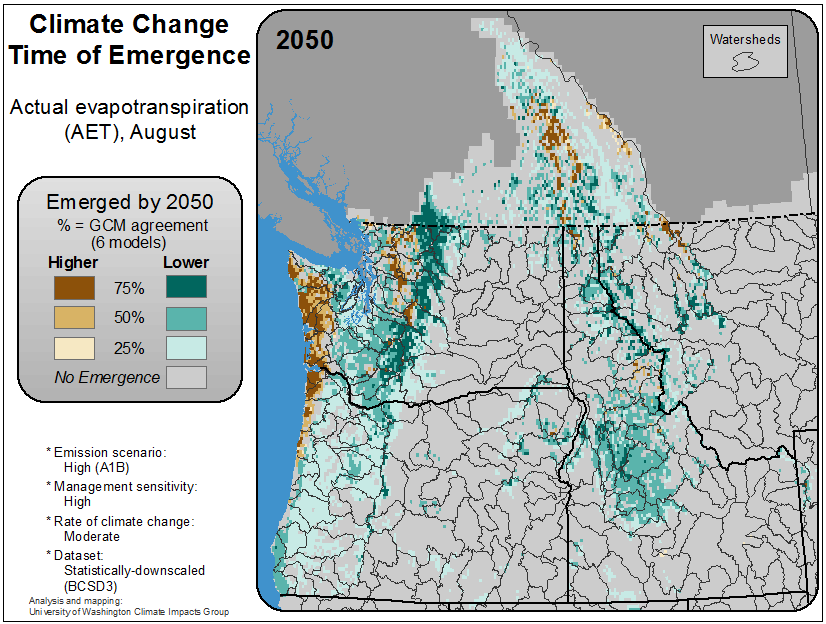 Climate Change
Time of Emergence
Actual evapotranspiration
(AET), August
Emerged by 2050
% = GCM agreement
(6 models)
Higher Lower
75%
50%
25%
No Emergence
* Emission scenario:
High (A1B)
* Management sensitivity:
High
* Rate of climate change:
Moderate
* Dataset:
Statistically-downscaled
(BCSD3)
Analysis and mapping:
University of Washington Climate Impacts Group
2050
Watersheds